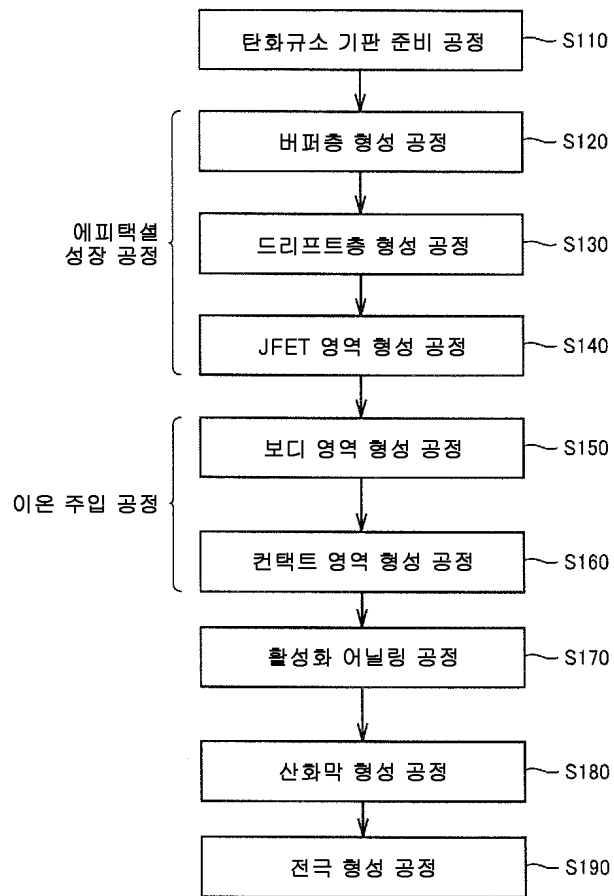 탄화규소 기판 준비 공정
S110
버퍼층 형성 공정
S120
에피택셜
성장 공정
드리프트층 형성 공정
S130
JFET 영역 형성 공정
S140
보디 영역 형성 공정
S150
이온 주입 공정
컨택트 영역 형성 공정
S160
활성화 어닐링 공정
S170
산화막 형성 공정
S180
전극 형성 공정
S190